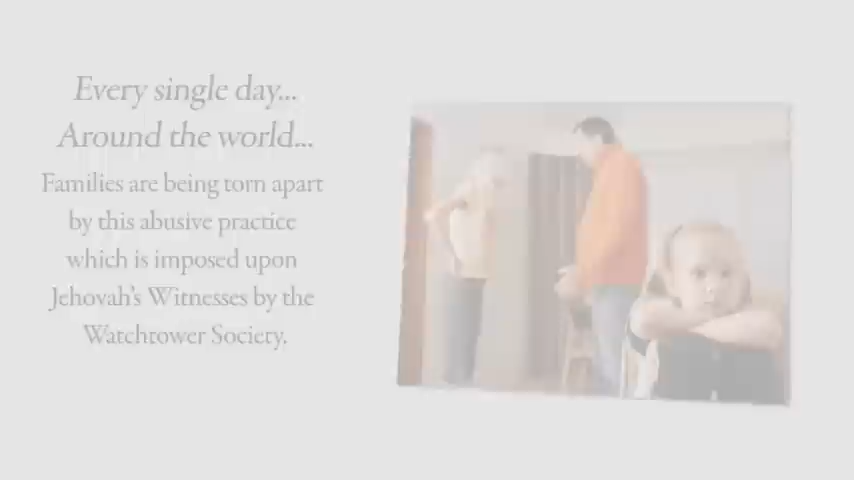 Every single day...
Around the world...
Families are being torn apart
by this abusive practice
which is imposed upon
Jehovah's Witnesses by the
Watchtower Society.